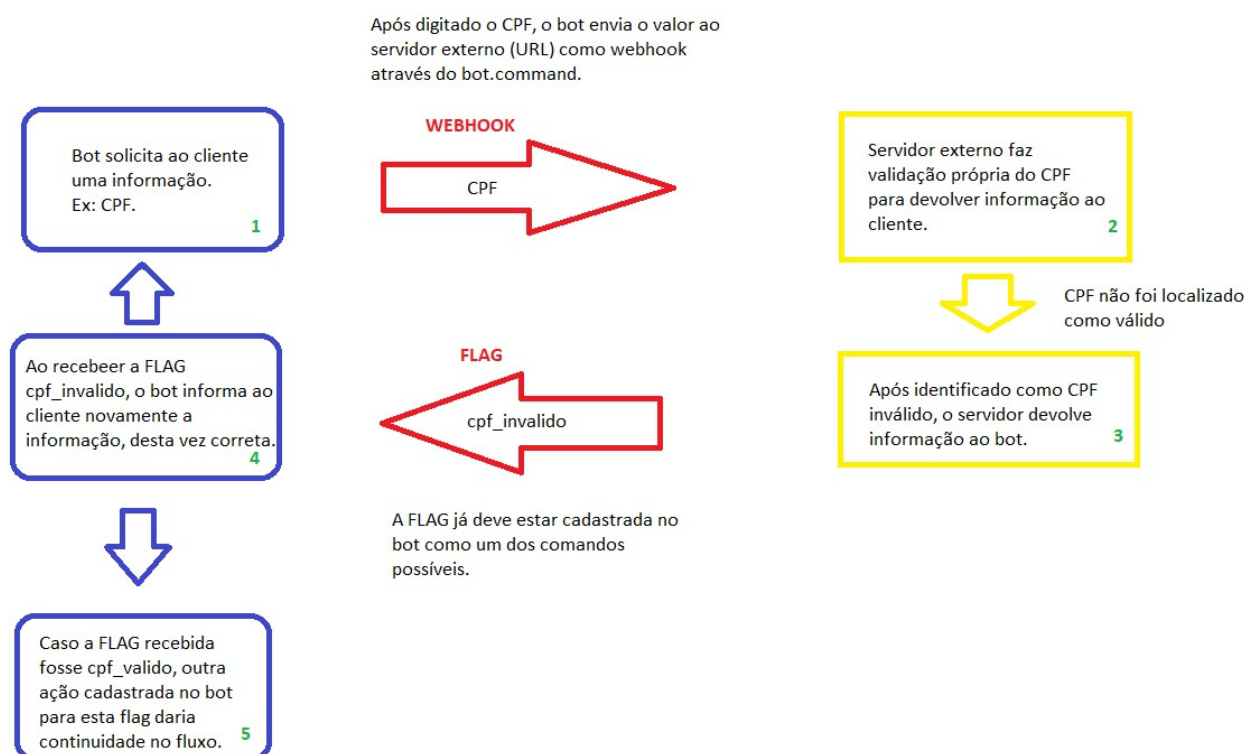 Após digitado o CPF, o bot envia o valor ao
servidor externo (URL) como webhook
através do bot.command.
Bot solicita ao cliente
uma informação.
Ex: CPF.
1
WEBHOOK
CPF
Servidor externo faz
validação própria do CPF
para devolver informação ao
cliente.
2
CPF não foi localizado
como válido
Após identificado como CPF
inválido, o servidor devolve
informação ao bot.
3
FLAG
cpf_invalido
A FLAG já deve estar cadastrada no
bot como um dos comandos
possíveis.
Ao recebeer a FLAG
cpf_invalido, o bot informa ao
cliente novamente a
informação, desta vez correta.
4
Caso a FLAG recebida
fosse cpf_valido, outra
ação cadastrada no bot
para esta flag daria
continuidade no fluxo.
5